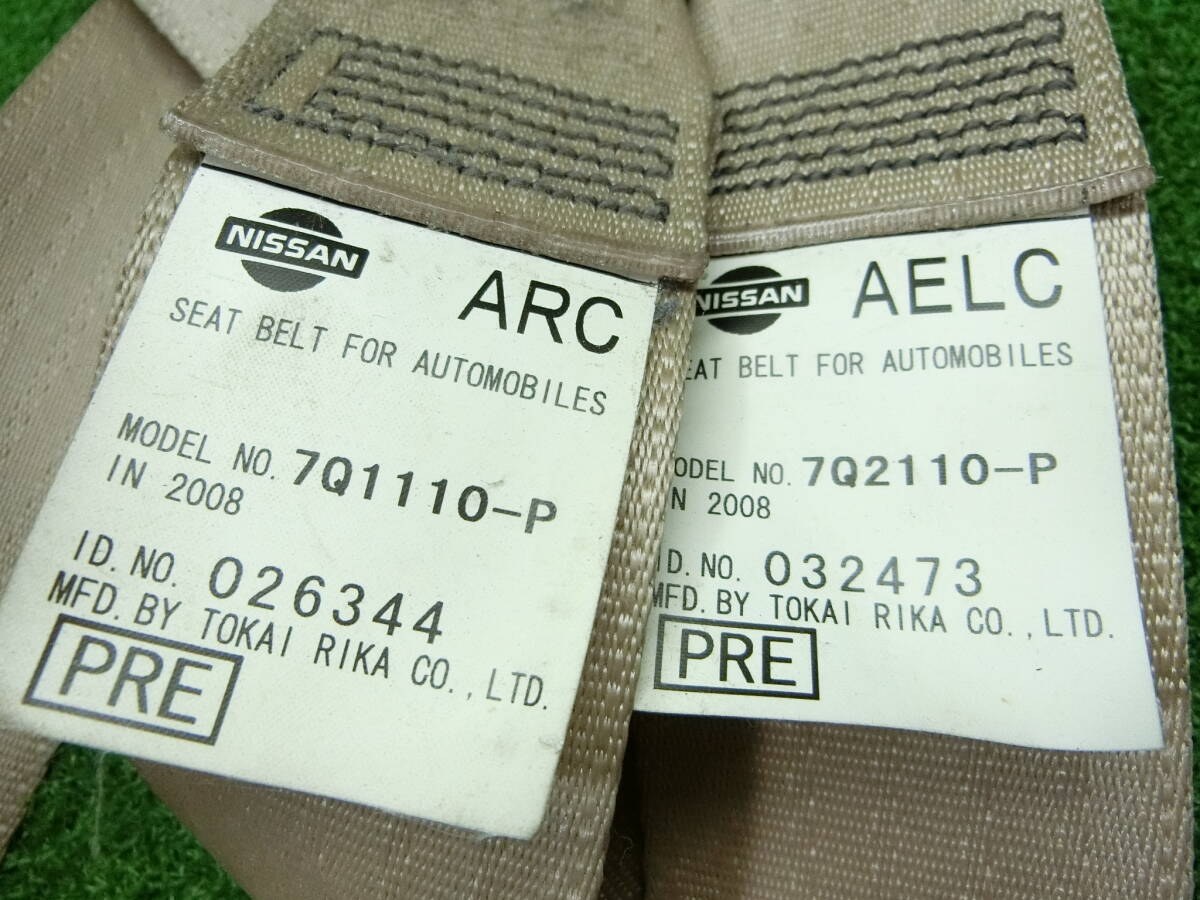 NISSAN
ARC
SEAT BELT FOR AUTOMOBILES
MODEL NO. 7Q1110-P
IN 2008
ID. NO. 026344
MFD. BY TOKAI RIKA CO., LTD.
PRE
NISSAN
AELC
EAT BELT FOR AUTOMOBILES
ODEL NO. 7Q2110-P
N 2008
ID. NO. 032473
MFD. BY TOKAI RIKA CO., LTD.
PRE